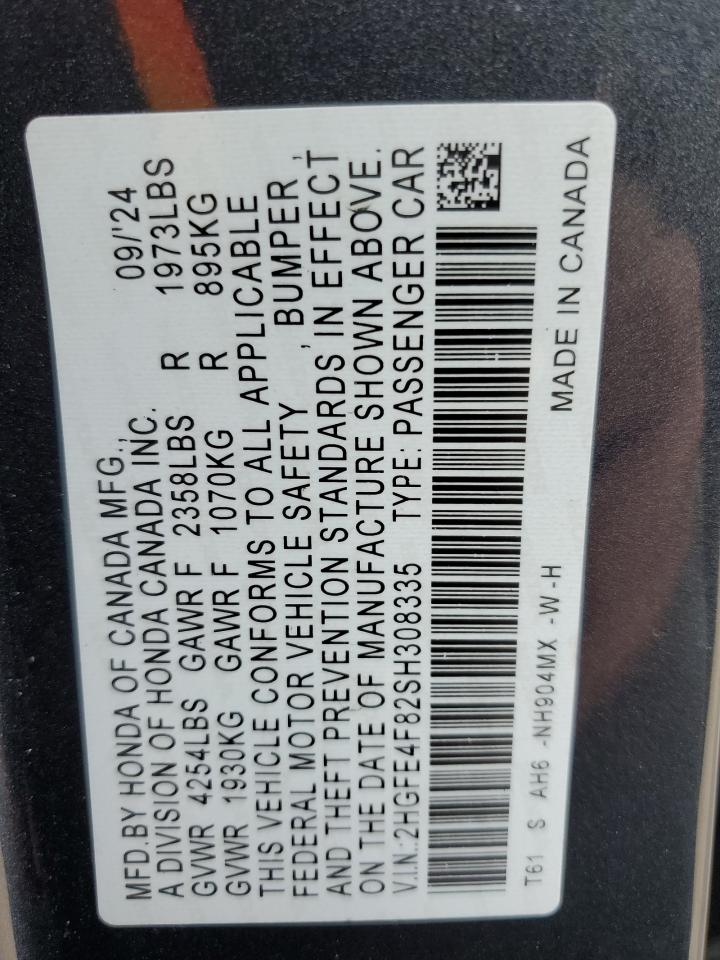 MFD.BY HONDA OF CANADA MFG.,
A DIVISION OF HONDA CANADA INC. 09/'24
GVWR 4254LBS GAWR F 2358LBS R 1973LBS
GVWR 1930KG GAWR F 1070KG R 895KG
THIS VEHICLE CONFORMS TO ALL APPLICABLE
FEDERAL MOTOR VEHICLE SAFETY , BUMPER ,
AND THEFT PREVENTION STANDARDS IN EFFECT
ON THE DATE OF MANUFACTURE SHOWN ABOVE.
V.I.N.:2HGFE4F82SH308335 TYPE: PASSENGER CAR
T61 S AH6 -NH904MX -W -H MADE IN CANADA